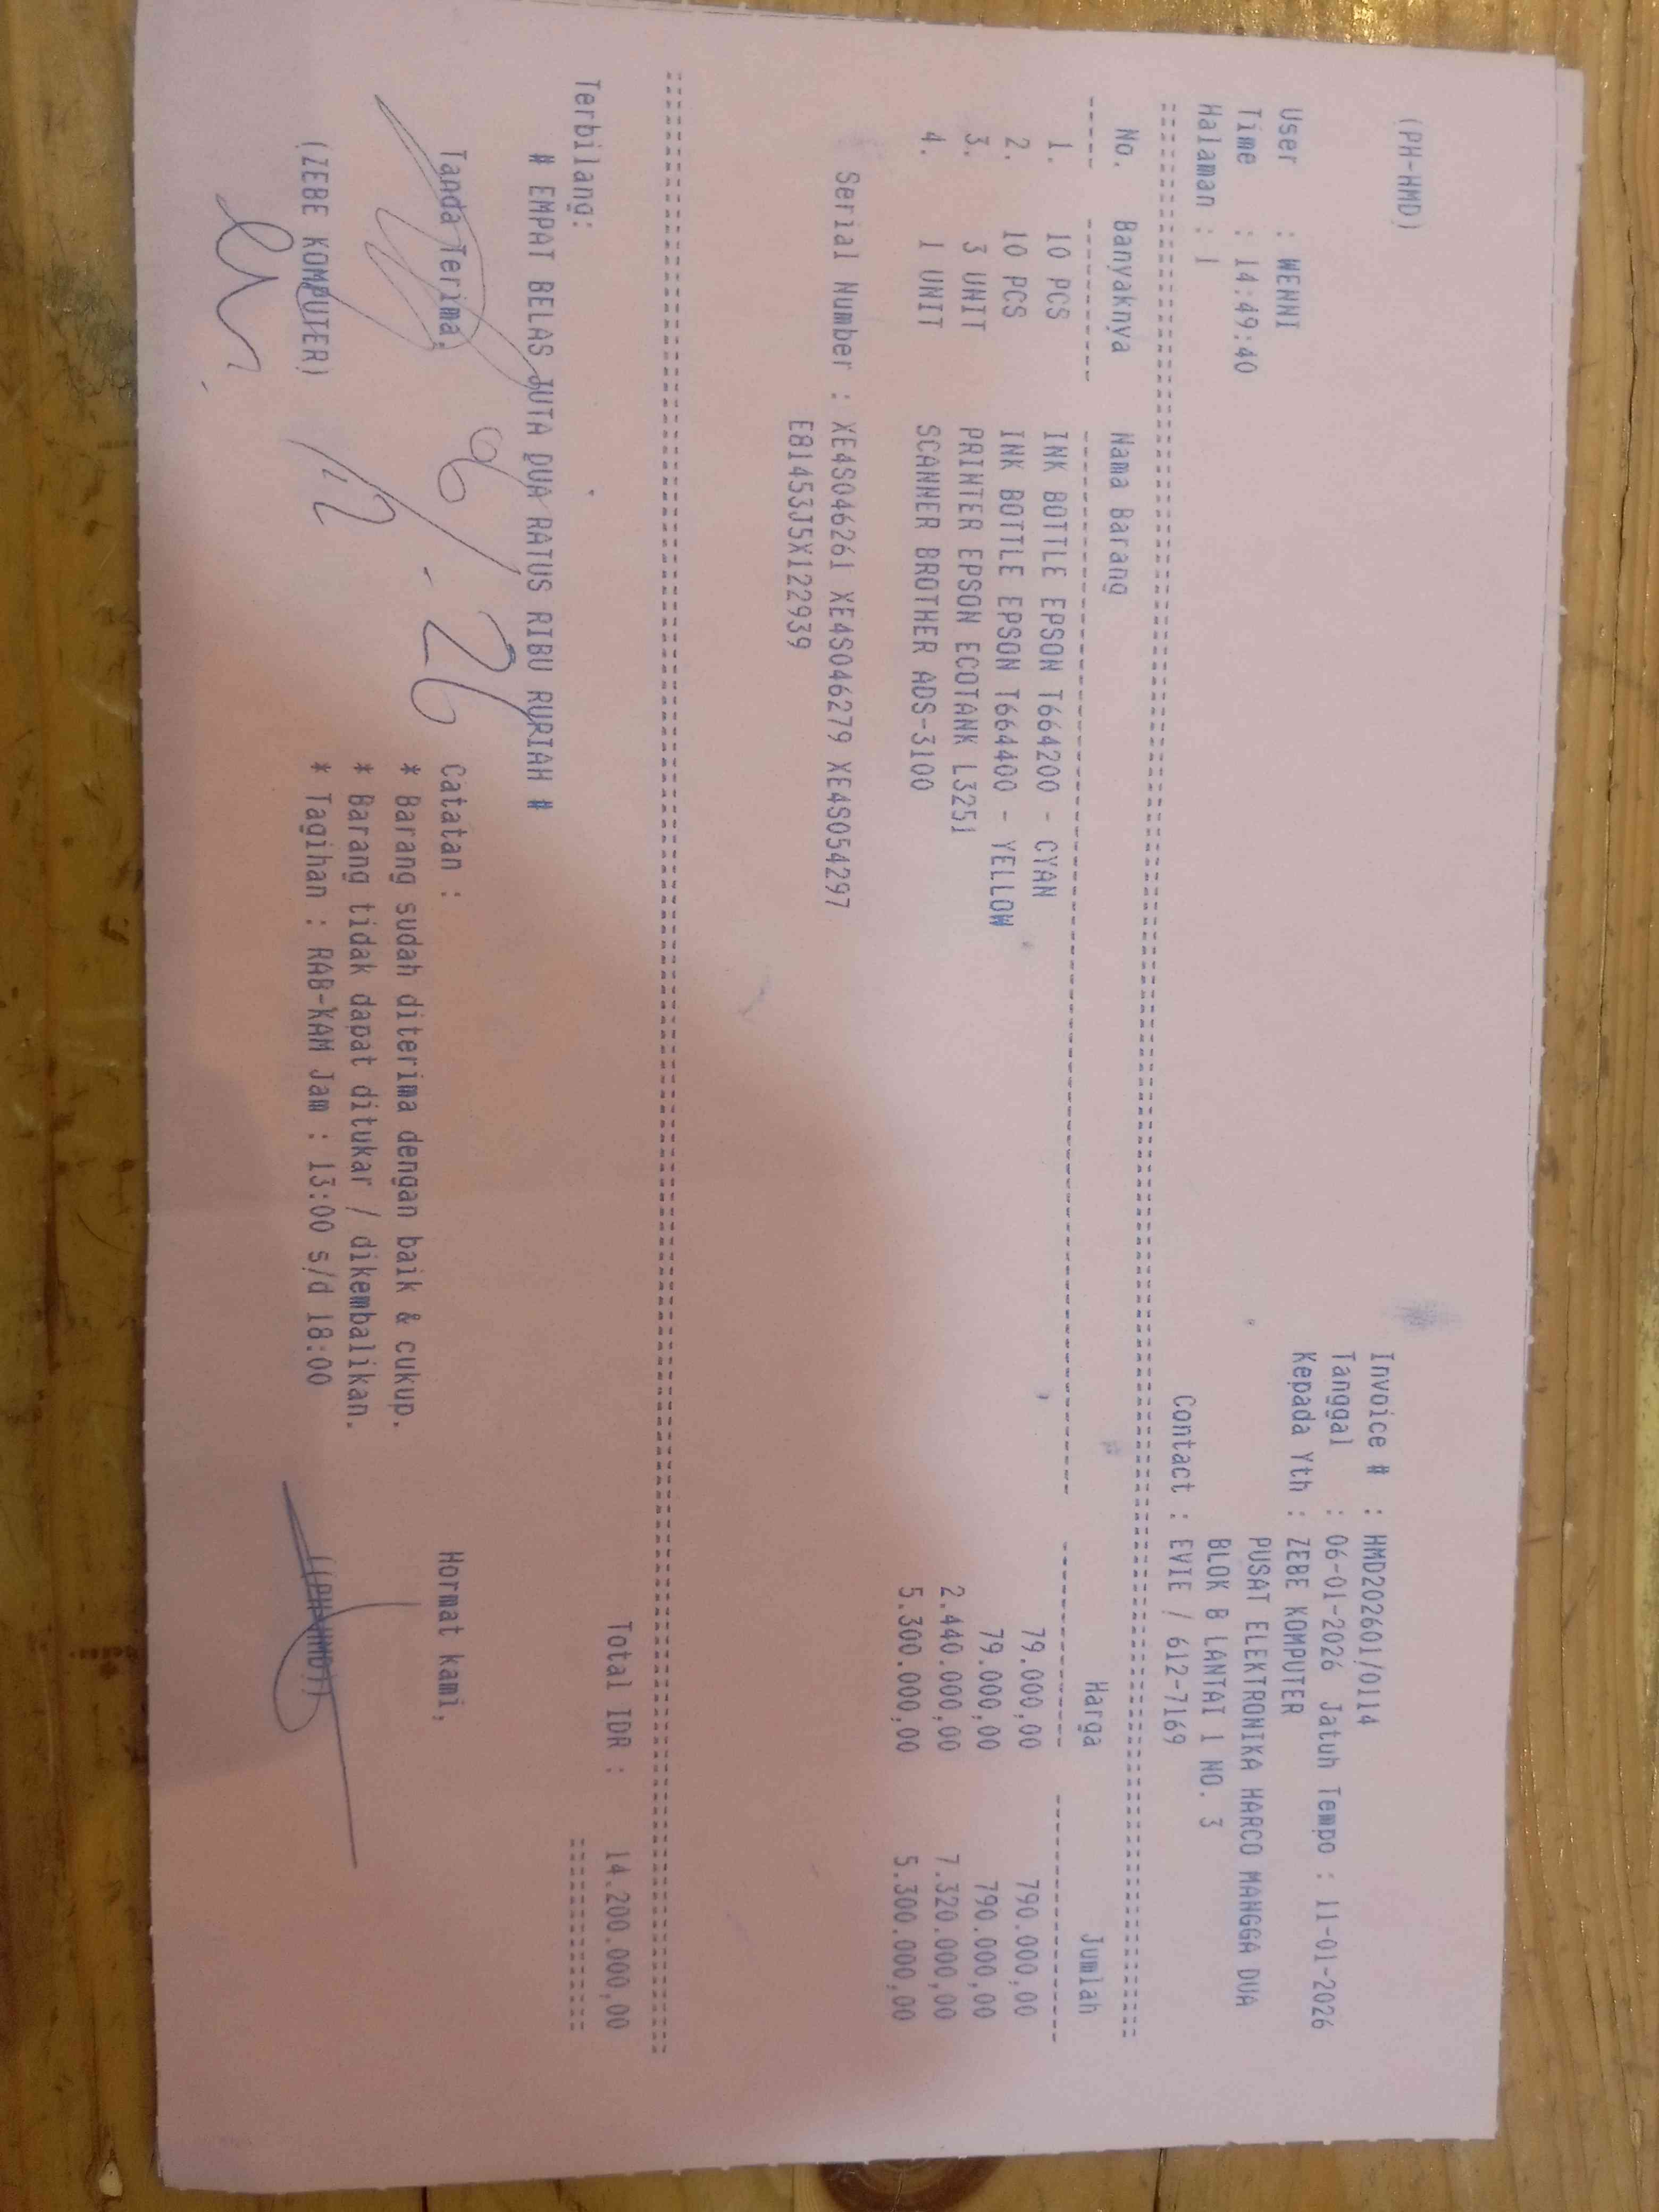 (PH-HMD)
Invoice # : HMD202601/0114
Tanggal : 06-01-2026 Jatuh Tempo : 11-01-2026
User : WENNI
Kepada Yth : ZEBE KOMPUTER
Time : 14:49:40
PUSAT ELEKTRONIKA HARCO MANGGA DUA
Halaman : 1
BLOK B LANTAI 1 NO. 3
Contact : EVIE / 612-7169
No. Banyaknya Nama Barang Harga Jumlah
1. 10 PCS INK BOTTLE EPSON T664200 - CYAN 79.000,00 790.000,00
2. 10 PCS INK BOTTLE EPSON T664400 - YELLOW 79.000,00 790.000,00
3. 3 UNIT PRINTER EPSON ECOTANK L3251 2.440.000,00 7.320.000,00
4. 1 UNIT SCANNER BROTHER ADS-3100 5.300.000,00 5.300.000,00
Serial Number : XE4S046261 XE4S046279 XE4S054297
E81453J5X122939
Total IDR : 14.200.000,00
Terbilang:
# EMPAT BELAS JUTA DUA RATUS RIBU RURIAH #
Tanda Terima, Catatan : Hormat kami,
* Barang sudah diterima dengan baik & cukup.
* Barang tidak dapat ditukar / dikembalikan.
(ZEBE KOMPUTER) * Tagihan : RAB-KAM Jam : 13:00 s/d 18:00 ((PH-HMD))